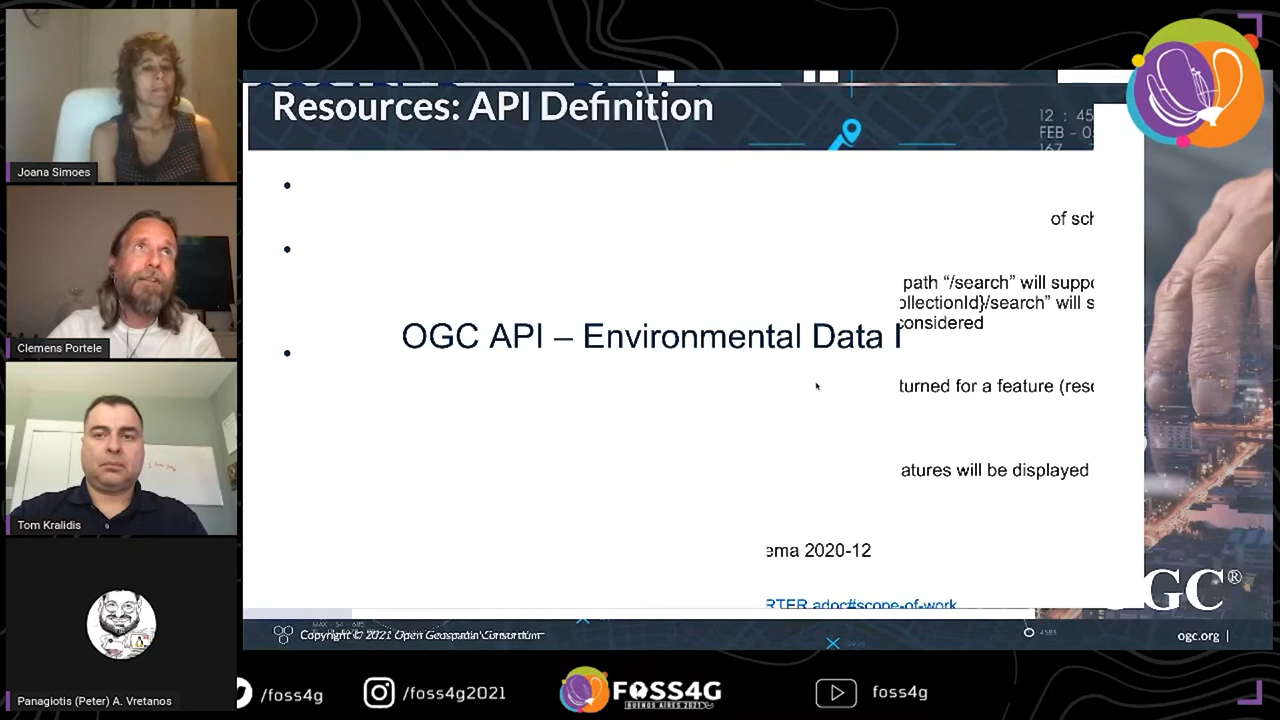 Joana Simoes
Clemens Portele
Tom Kralidis
Panagiotis (Peter) A. Vretanos
Resources: API Definition
12 : 45
FEB - 0
of sch
path “/search” will suppo
ollectionId}/search” will s
considered
OGC API – Environmental Data
turned for a feature (reso
atures will be displayed
ema 2020-12
RTER.adoc#scope-of-work
GC®
Copyright © 2021 Open Geospatial Consortium
4588
ogc.org |
/foss4g
/foss4g2021
FOSS4G
BUENOS AIRES 2021
foss4g